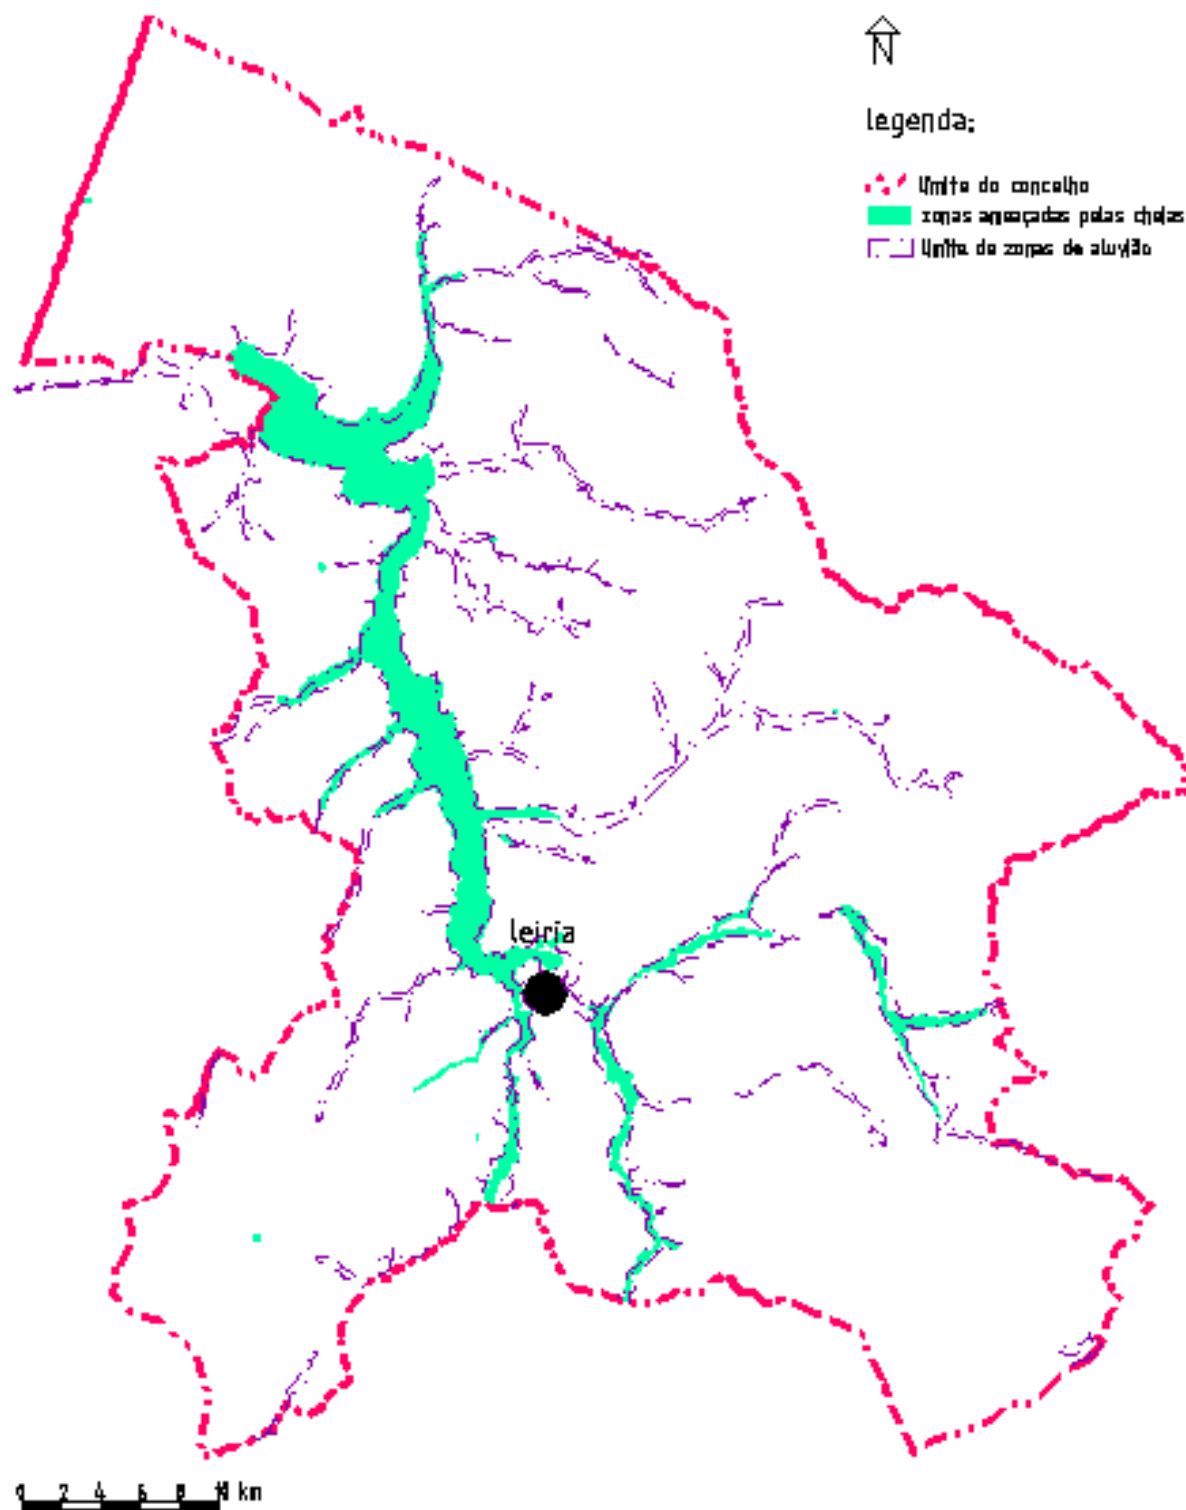 N
legenda:
limite do concelho
zonas ameaçadas pelas cheias
limite de zonas de aluvião
leiria
0 2 4 6 8 10 km